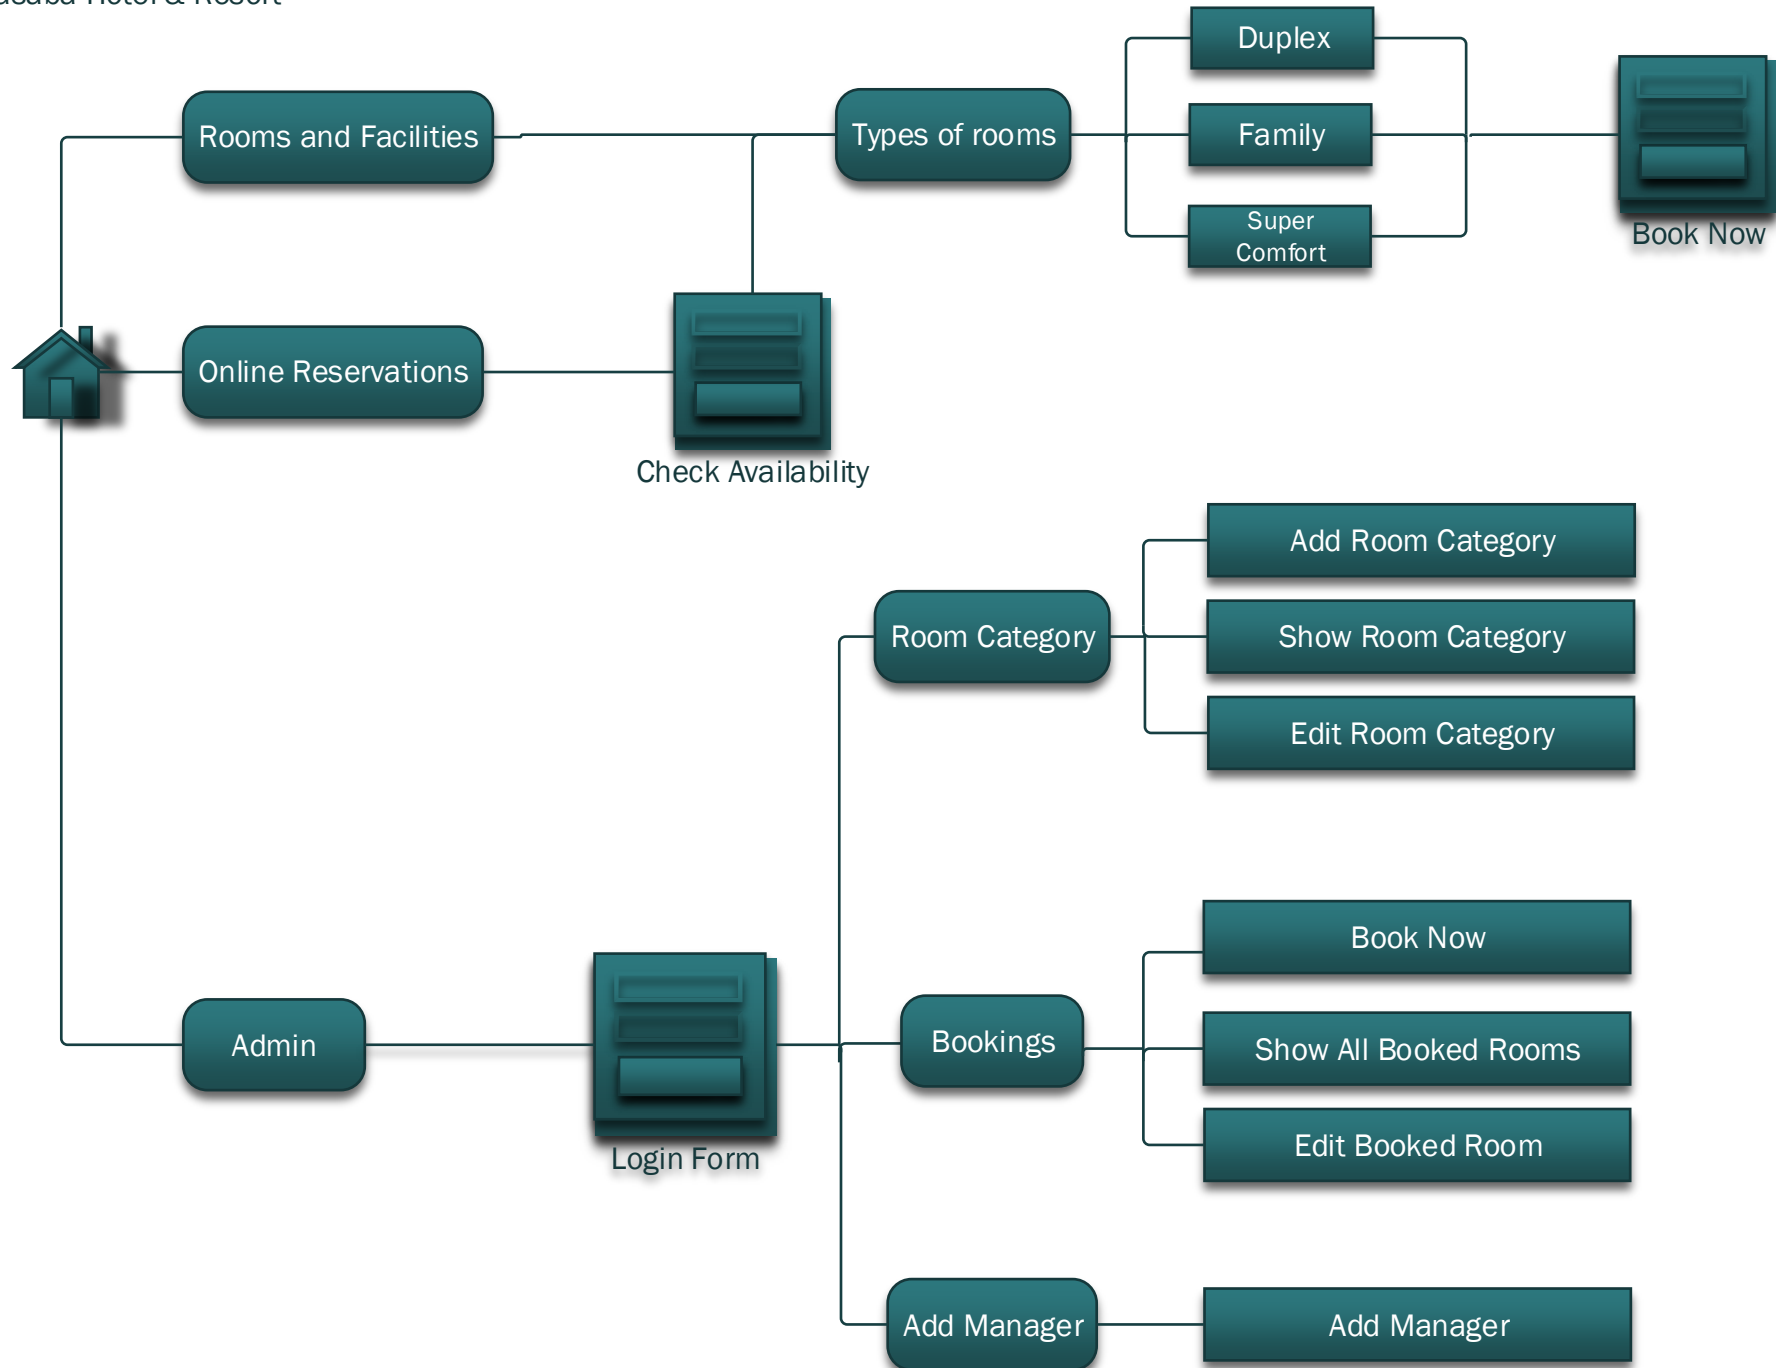 Hotel & Resort
Duplex
Rooms and Facilities
Types of rooms
Family
Super
Comfort
Book Now
Online Reservations
Check Availability
Add Room Category
Room Category
Show Room Category
Edit Room Category
Book Now
Admin
Bookings
Show All Booked Rooms
Edit Booked Room
Login Form
Add Manager
Add Manager